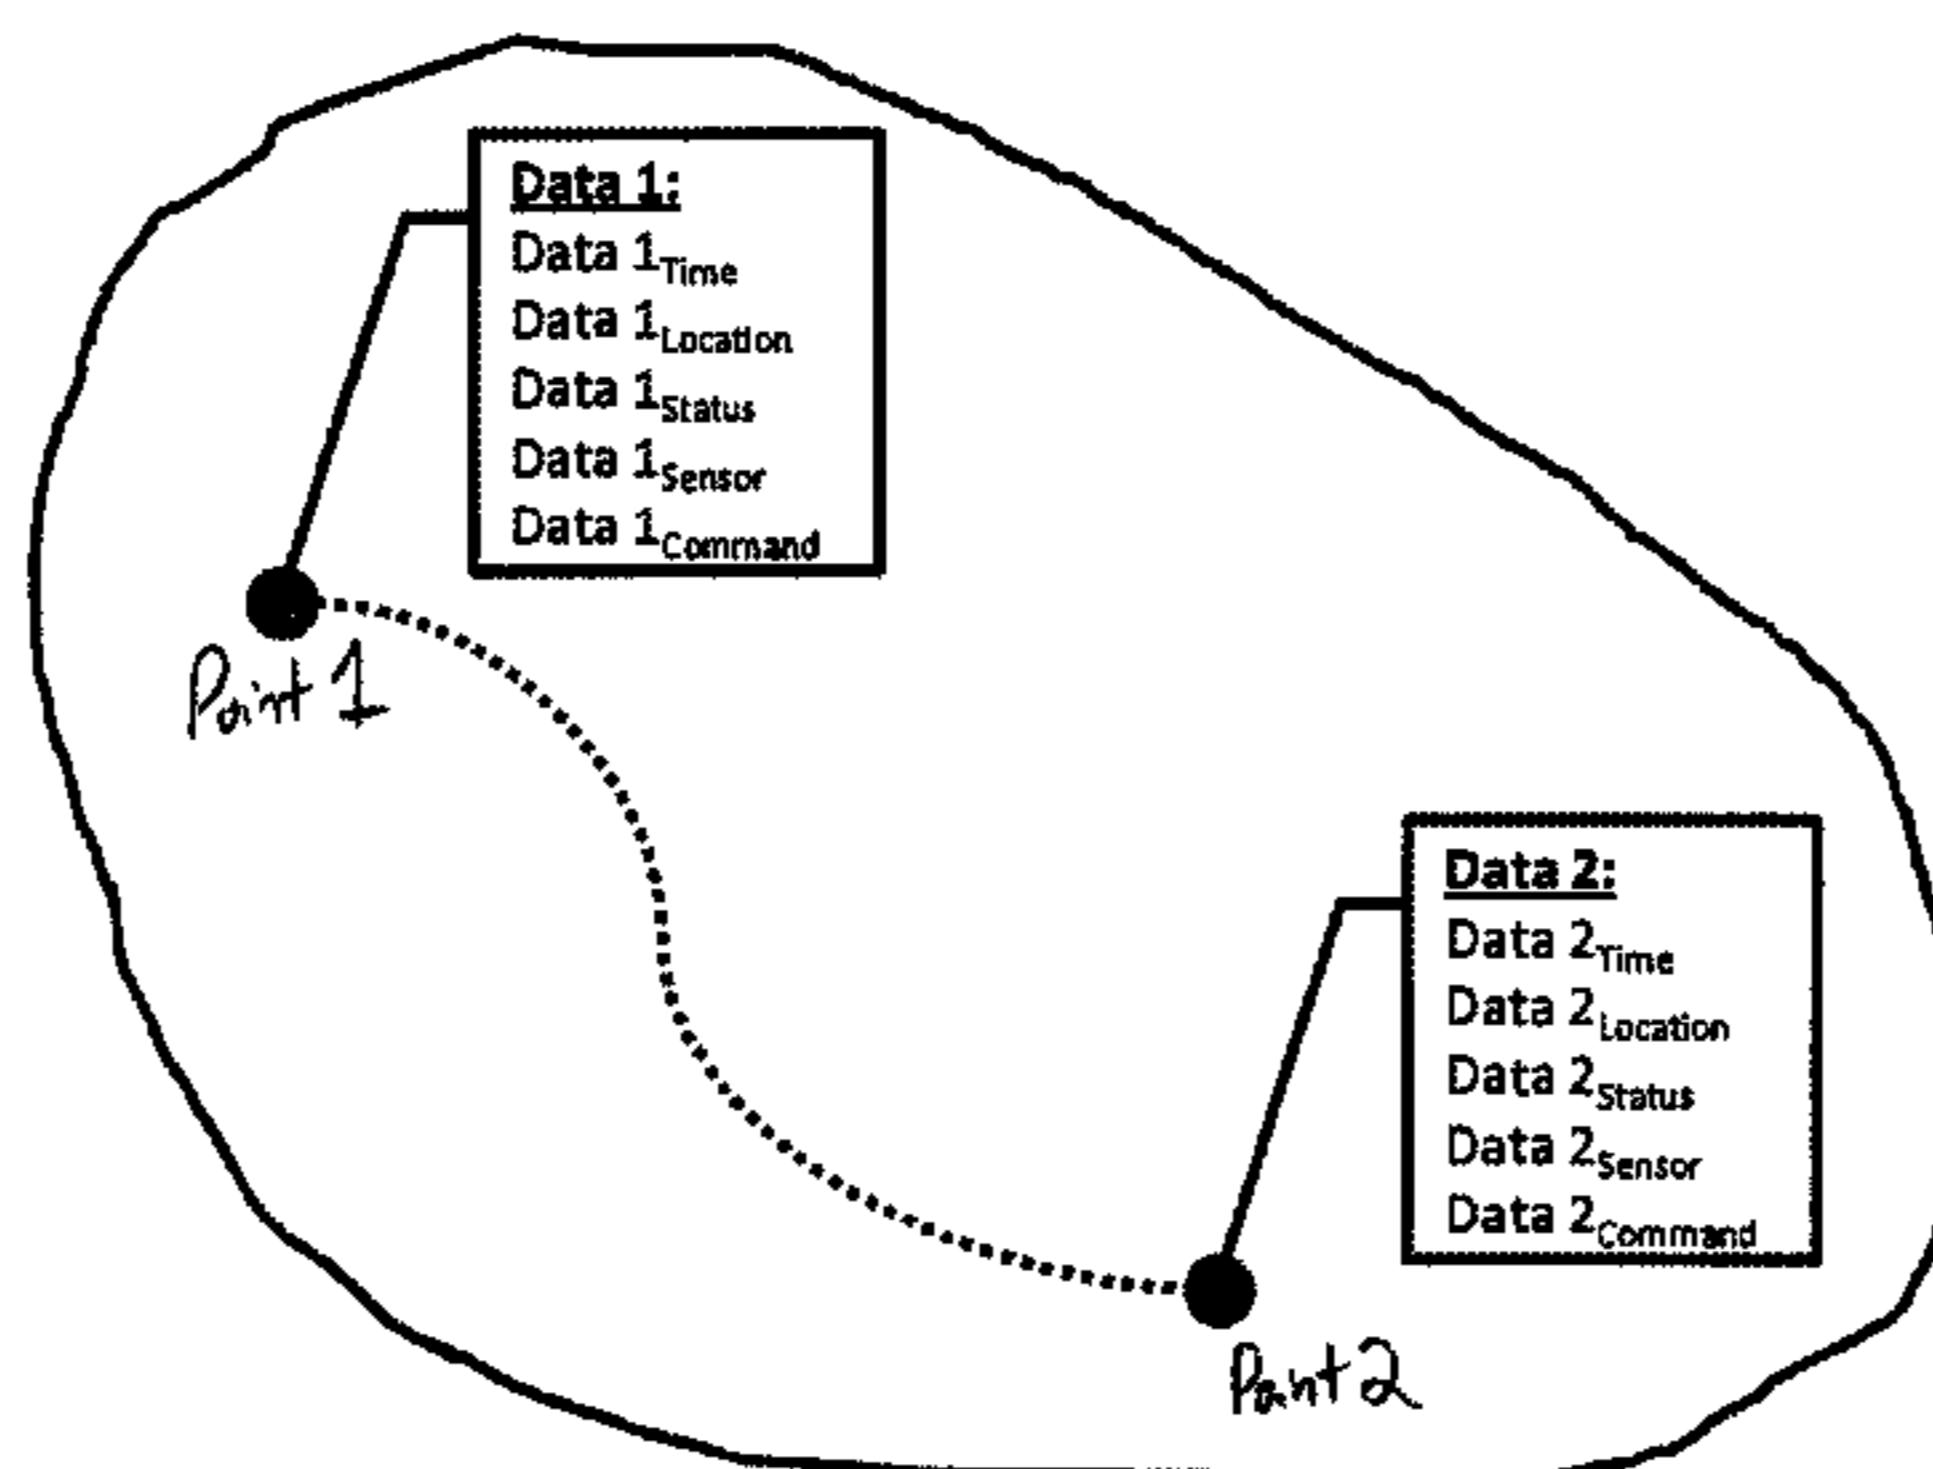 Data 1:
Data 1Time
Data 1Location
Data 1Status
Data 1Sensor
Data 1Command
Point 1
Data 2:
Data 2Time
Data 2Location
Data 2Status
Data 2Sensor
Data 2Command
Point 2